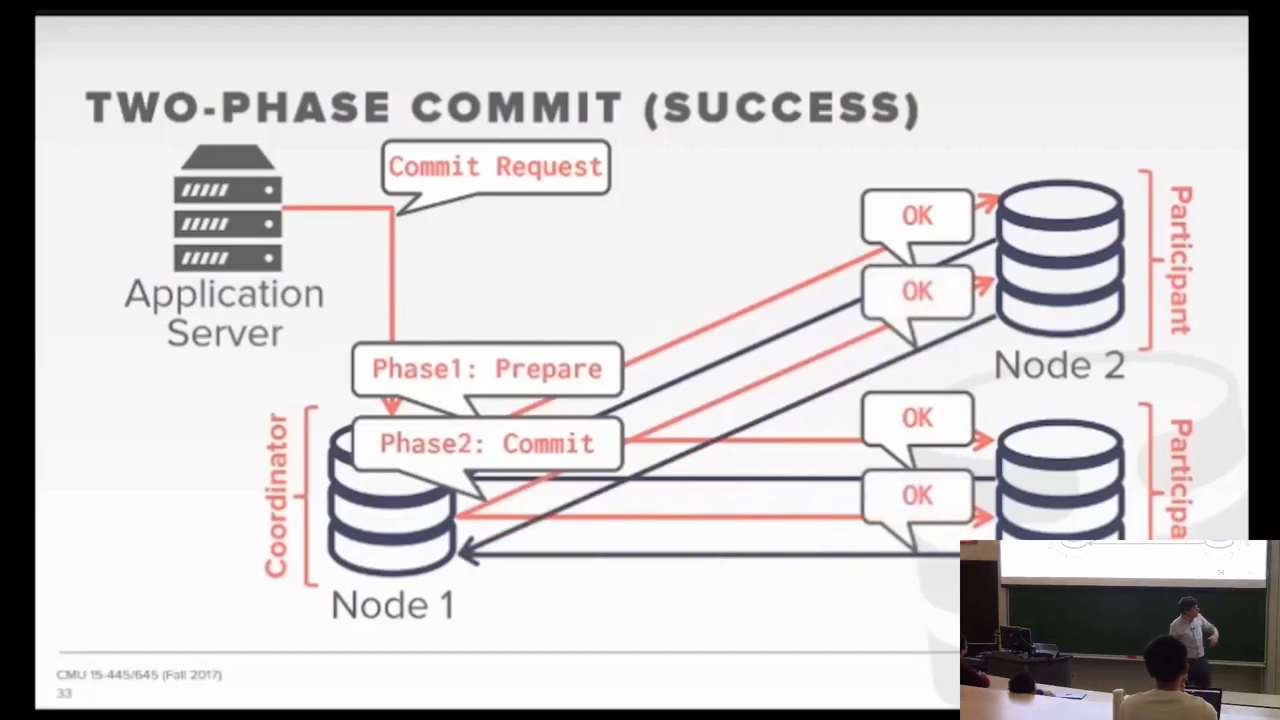 TWO-PHASE COMMIT (SUCCESS)
Commit Request
Application
Server
OK
OK
Participant
Node 2
Phase1: Prepare
Phase2: Commit
Coordinator
Node 1
OK
OK
Participa
CMU 15-445/645 (Fall 2017)
33